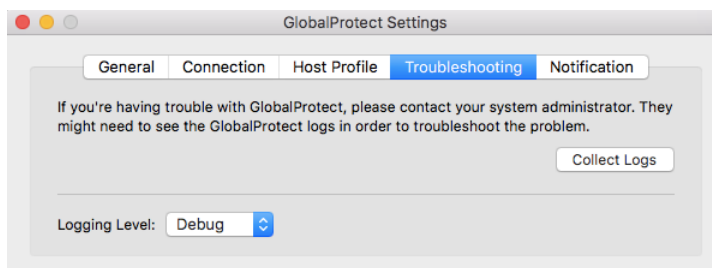 GlobalProtect Settings
General Connection Host Profile Troubleshooting Notification
If you're having trouble with GlobalProtect, please contact your system administrator. They
might need to see the GlobalProtect logs in order to troubleshoot the problem.
Collect Logs
Logging Level: Debug